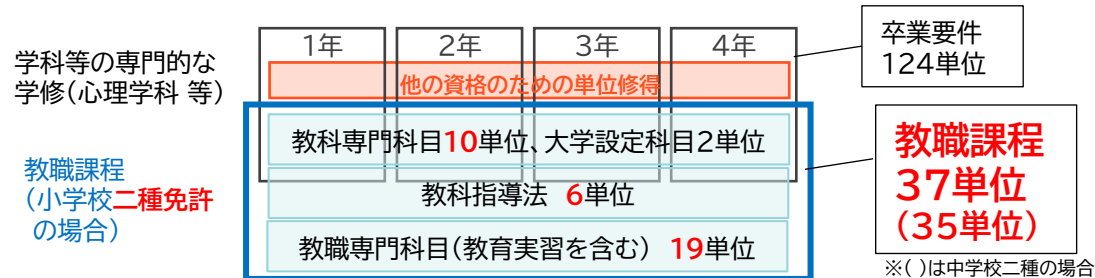 学科等の専門的な
学修(心理学科 等)
1年 2年 3年 4年
他の資格のための単位修得
卒業要件
124単位
教職課程
(小学校二種免許
の場合)
教科専門科目10単位、大学設定科目2単位
教科指導法 6単位
教職専門科目(教育実習を含む) 19単位
教職課程
37単位
(35単位)
※( )は中学校二種の場合